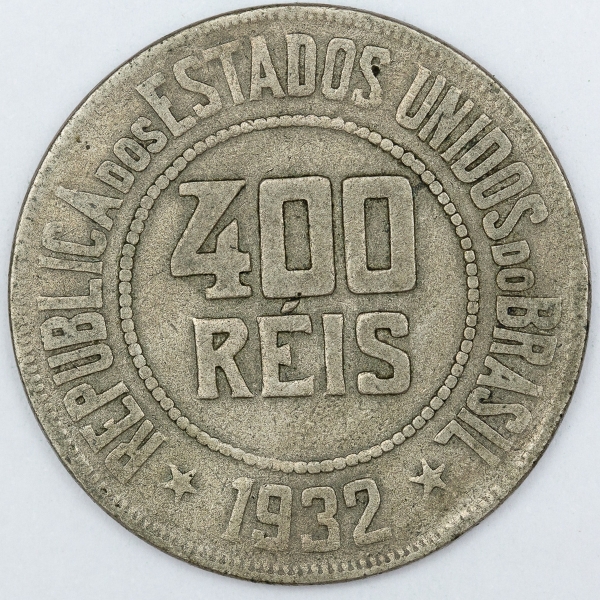 REPUBLICA DOS ESTADOS UNIDOS DO BRASIL
400
RÉIS
1932